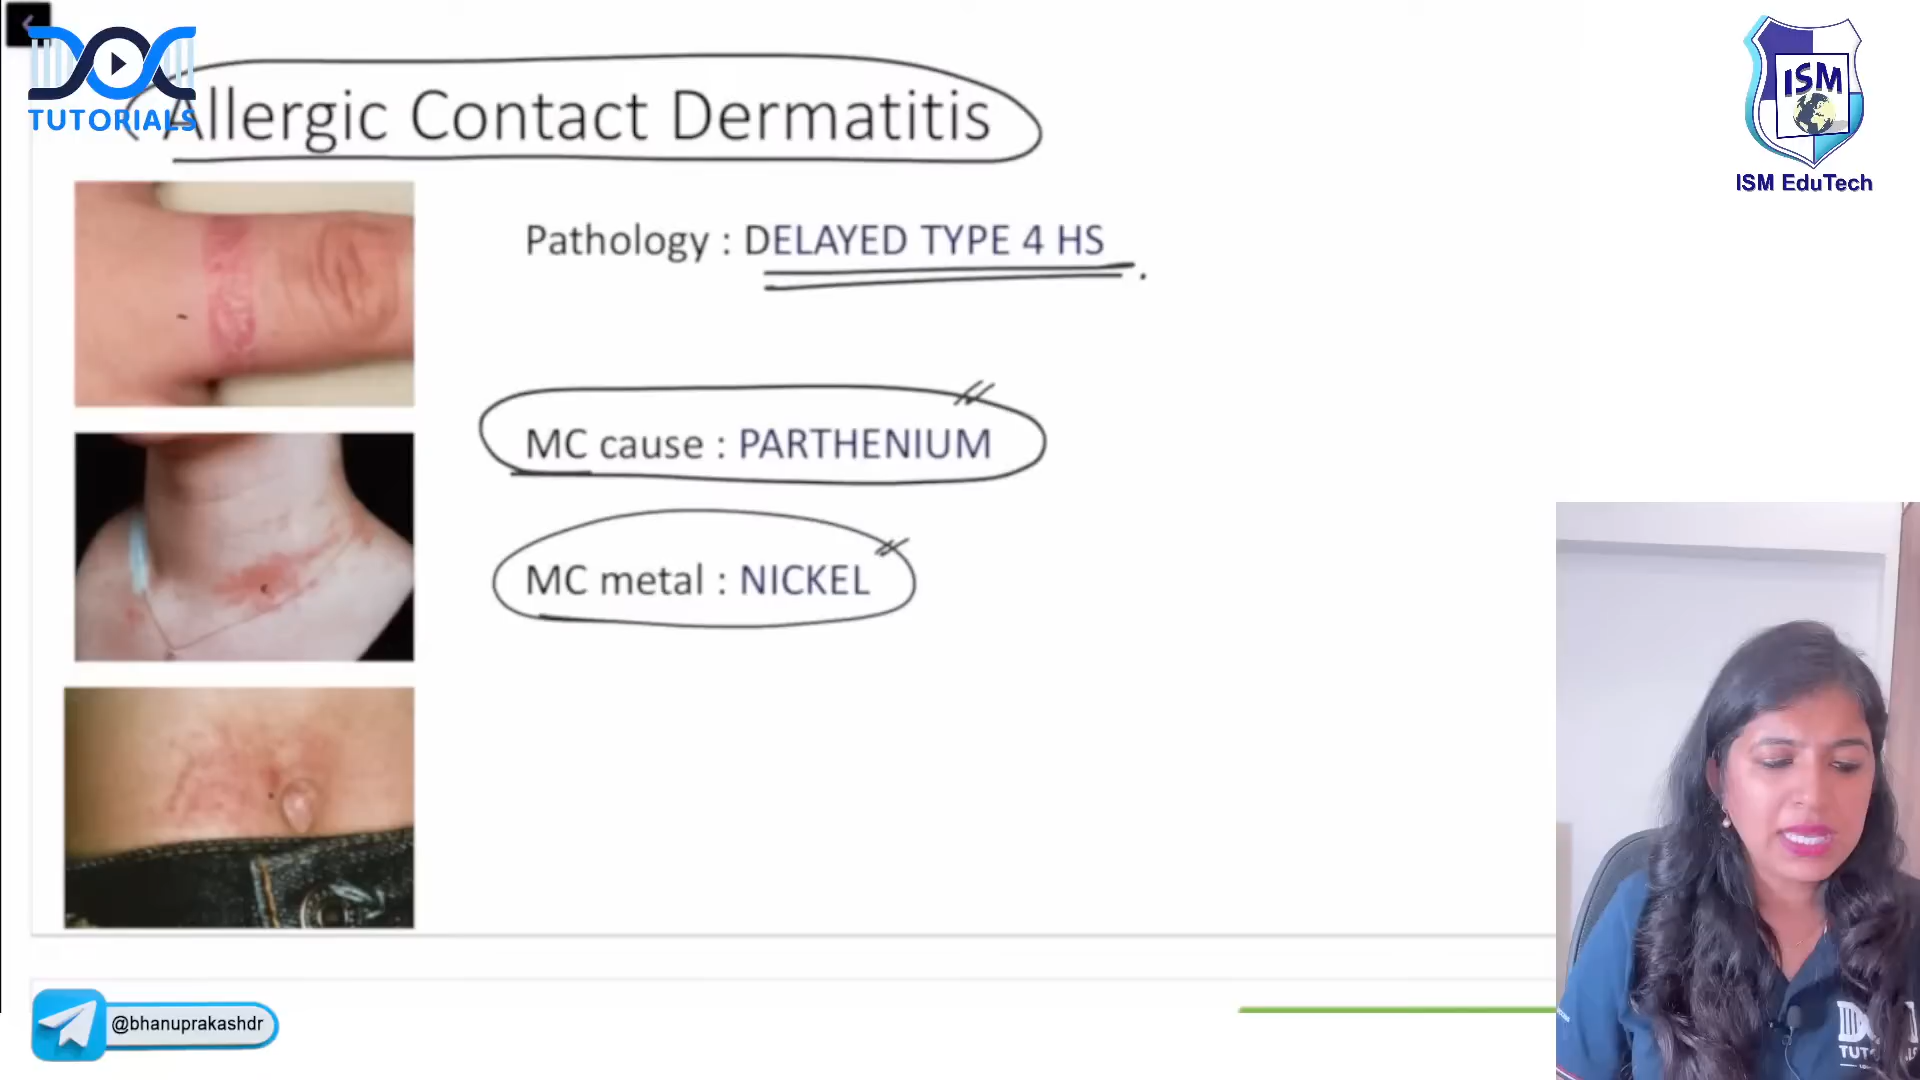 DOC
TUTORIALS
Allergic Contact Dermatitis
ISM
ISM EduTech
Pathology : DELAYED TYPE 4 HS
MC cause : PARTHENIUM
MC metal : NICKEL
@bhanuprakashdr